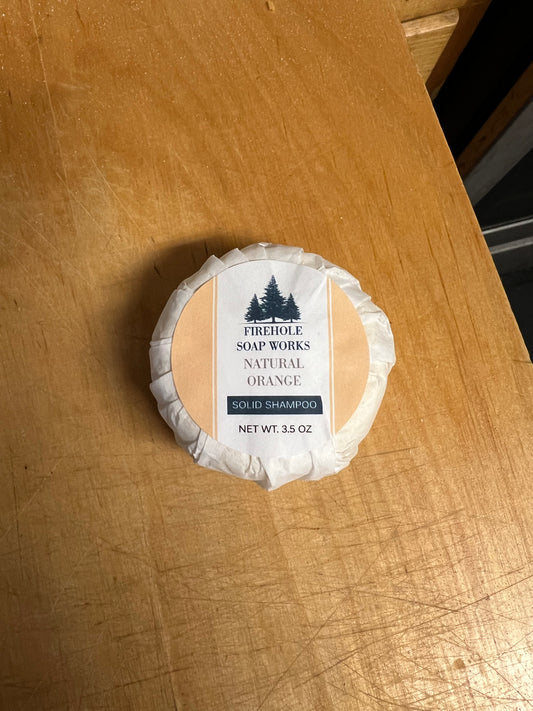 FIREHOLE
SOAP WORKS
NATURAL
ORANGE
SOLID SHAMPOO
NET WT. 3.5 OZ